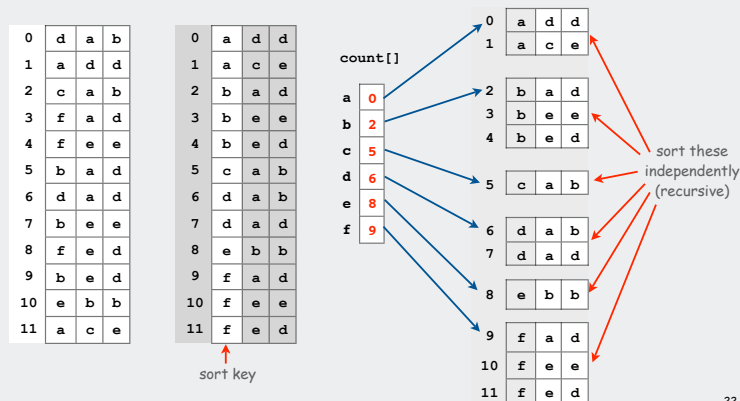 0 d a b
1 a d d
2 c a b
3 f a d
4 f e e
5 b a d
6 d a d
7 b e e
8 f e d
9 b e d
10 e b b
11 a c e
0 a d d
1 a c e
2 b a d
3 b e e
4 b e d
5 c a b
6 d a b
7 d a d
8 e b b
9 f a d
10 f e e
11 f e d
sort key
count[]
a 0
b 2
c 5
d 6
e 8
f 9
0 a d d
1 a c e
2 b a d
3 b e e
4 b e d
5 c a b
6 d a b
7 d a d
8 e b b
9 f a d
10 f e e
11 f e d
sort these
independently
(recursive)